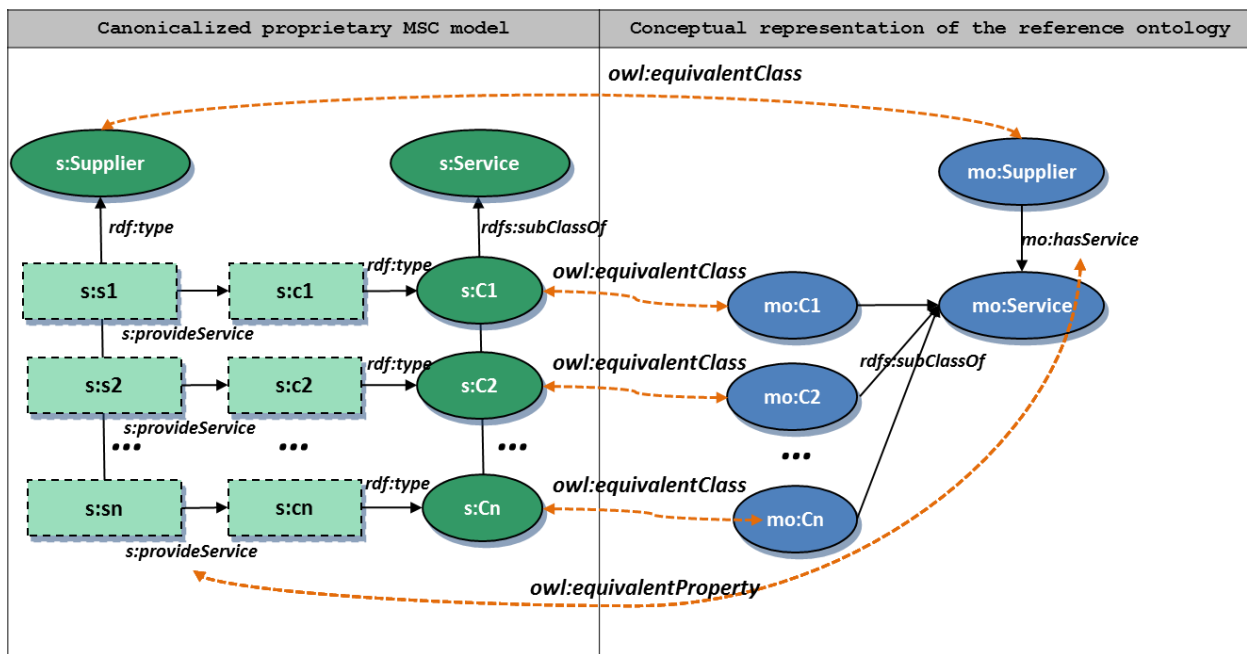 Canonicalized proprietary MSC model
Conceptual representation of the reference ontology
owl:equivalentClass
s:Supplier
s:Service
mo:Supplier
rdf:type
rdfs:subClassOf
mo:hasService
s:s1
s:c1
rdf:type
s:C1
owl:equivalentClass
mo:C1
mo:Service
s:provideService
s:s2
s:c2
rdf:type
s:C2
owl:equivalentClass
mo:C2
rdfs:subClassOf
s:provideService
...
...
...
...
s:sn
s:cn
rdf:type
s:Cn
owl:equivalentClass
mo:Cn
s:provideService
owl:equivalentProperty